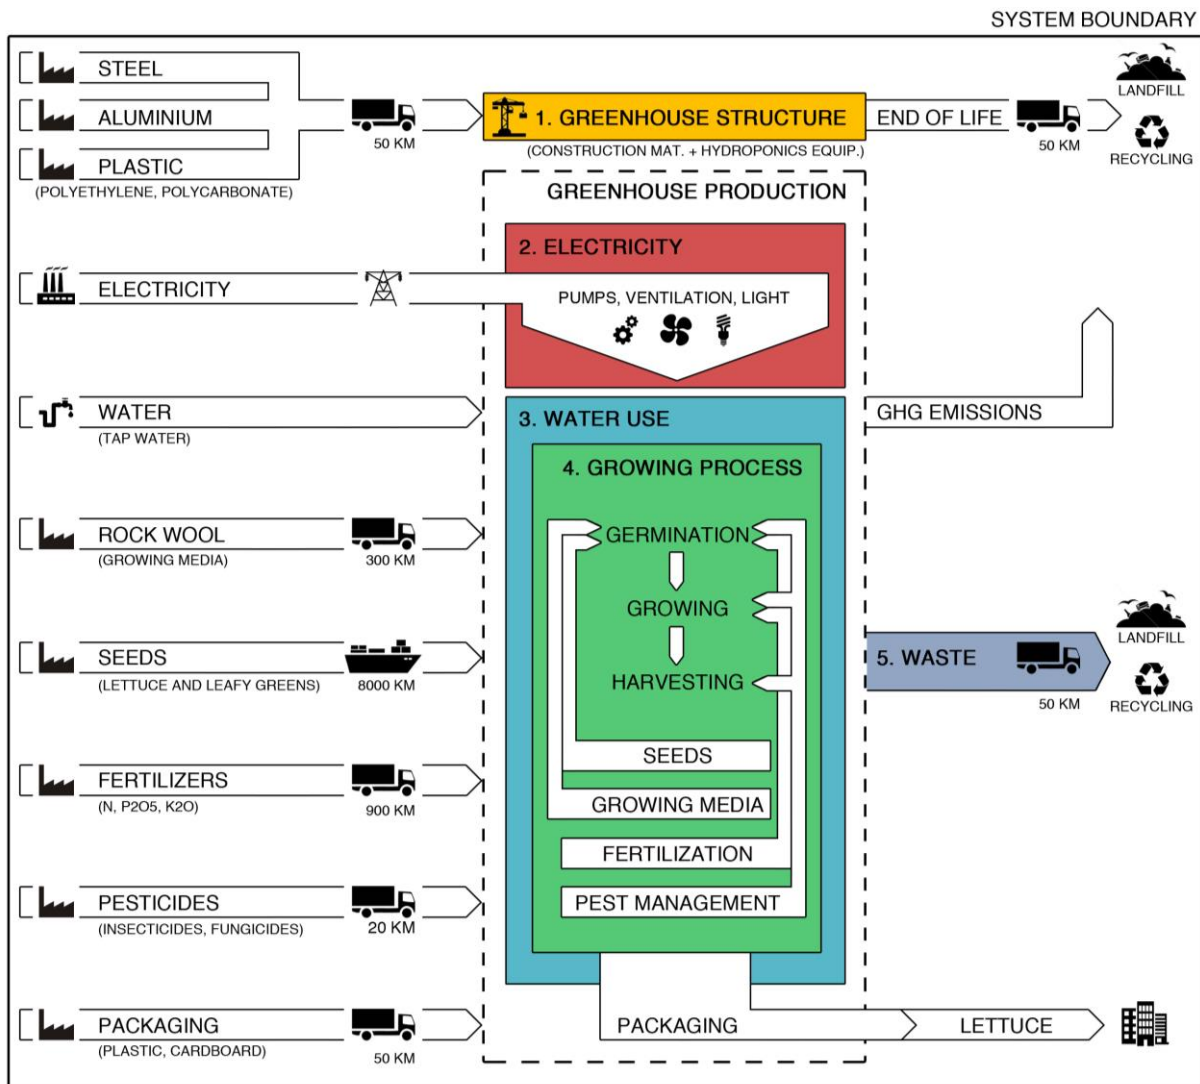 SYSTEM BOUNDARY
STEEL
ALUMINIUM
PLASTIC
(POLYETHYLENE, POLYCARBONATE)
50 KM
1. GREENHOUSE STRUCTURE
(CONSTRUCTION MAT. + HYDROPONICS EQUIP.)
END OF LIFE
50 KM
LANDFILL
RECYCLING
GREENHOUSE PRODUCTION
2. ELECTRICITY
ELECTRICITY
PUMPS, VENTILATION, LIGHT
WATER
(TAP WATER)
3. WATER USE
GHG EMISSIONS
4. GROWING PROCESS
ROCK WOOL
(GROWING MEDIA)
300 KM
GERMINATION
GROWING
HARVESTING
SEEDS
(LETTUCE AND LEAFY GREENS)
8000 KM
5. WASTE
50 KM
LANDFILL
RECYCLING
SEEDS
GROWING MEDIA
FERTILIZATION
PEST MANAGEMENT
FERTILIZERS
(N, P2O5, K2O)
900 KM
PESTICIDES
(INSECTICIDES, FUNGICIDES)
20 KM
PACKAGING
(PLASTIC, CARDBOARD)
50 KM
PACKAGING
LETTUCE